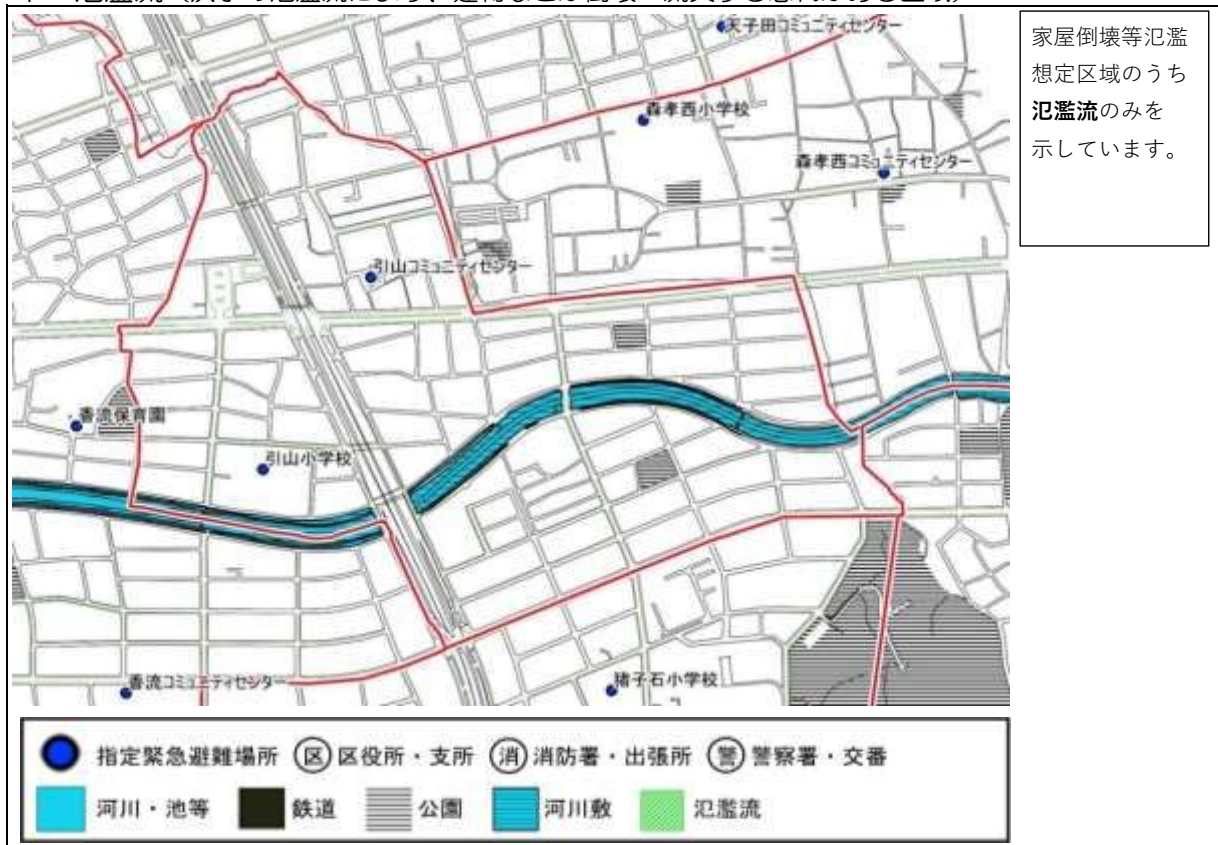 家屋倒壊等氾濫
想定区域のうち
氾濫流のみを
示しています。
天子田コミュニティセンター
森孝西小学校
森孝西コミュニティセンター
引山コミュニティセンター
香流保育園
引山小学校
香流コミュニティセンター
猪子石小学校
指定緊急避難場所 区 区役所・支所 消 消防署・出張所 警 警察署・交番
河川・池等 鉄道 公園 河川敷 氾濫流